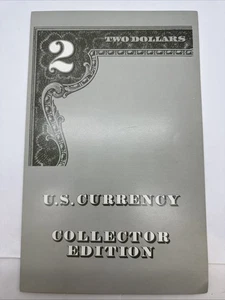 2 TWO DOLLARS
U.S. CURRENCY
COLLECTOR
EDITION